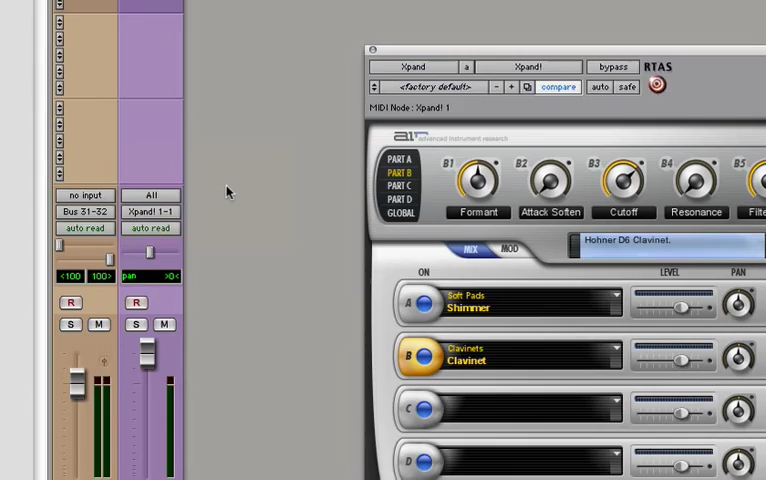 Xpand a Xpand! bypass RTAS
<factory default> - + compare auto safe
MIDI Node: Xpand! 1
air advanced instrument research
PART A
PART B
PART C
PART D
GLOBAL
B1 B2 B3 B4 B5
Formant Attack Soften Cutoff Resonance Filte
Hohner D6 Clavinet.
MIX MOD
ON LEVEL PAN
A Soft Pads
Shimmer
B Clavinets
Clavinet
C
D
no input All
Bus 31-32 Xpand! 1-1
auto read auto read
<100 100> pan >0<
R R
S M S M